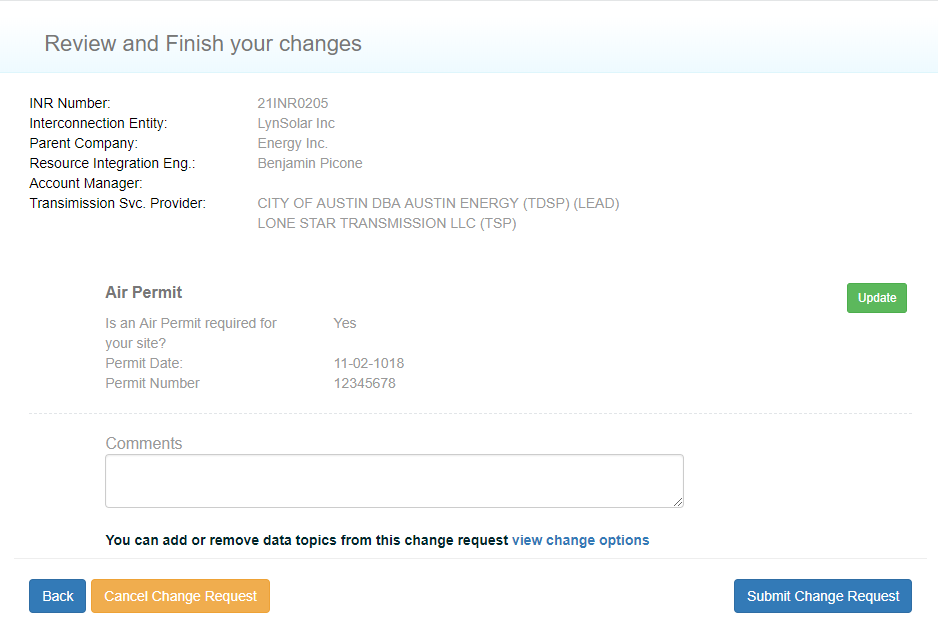 Review and Finish your changes
INR Number: 21INR0205
Interconnection Entity: LynSolar Inc
Parent Company: Energy Inc.
Resource Integration Eng.: Benjamin Picone
Account Manager:
Transimission Svc. Provider: CITY OF AUSTIN DBA AUSTIN ENERGY (TDSP) (LEAD)
LONE STAR TRANSMISSION LLC (TSP)
Air Permit
Update
Is an Air Permit required for Yes
your site?
Permit Date: 11-02-1018
Permit Number 12345678
Comments
You can add or remove data topics from this change request view change options
Back Cancel Change Request Submit Change Request